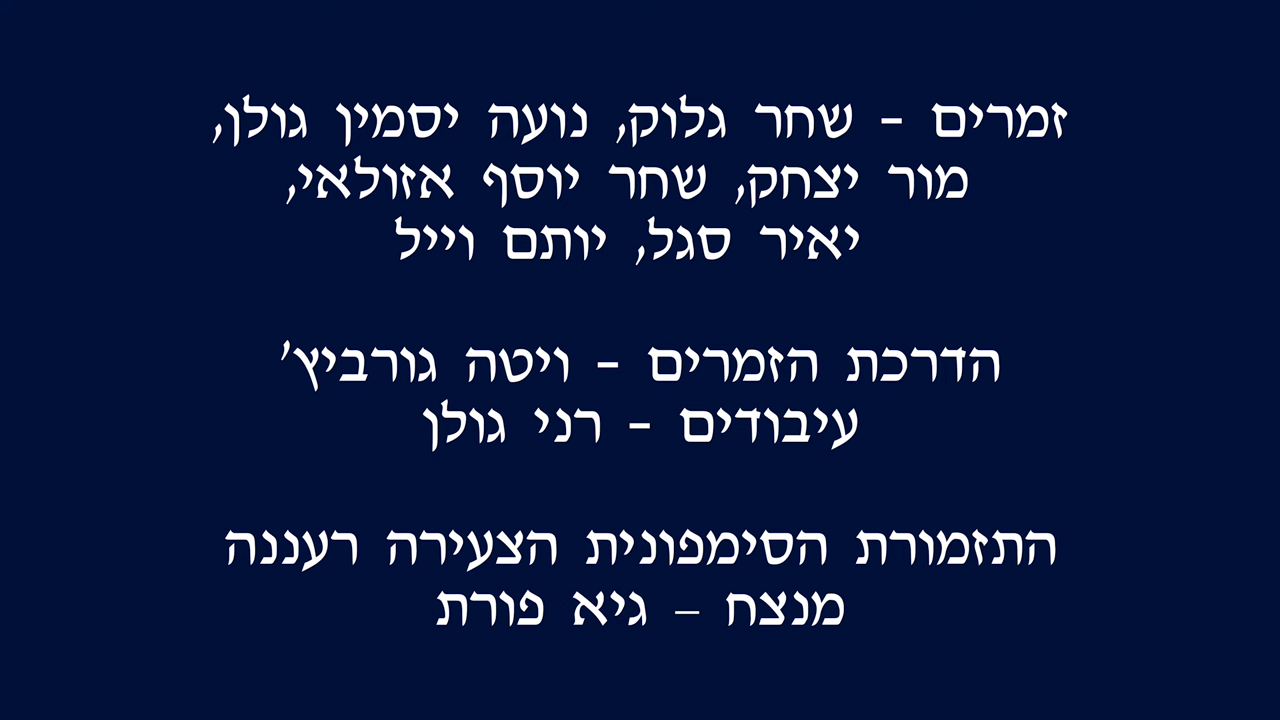 זמרים - שחר גלוק, נועה יסמין גולן,
מור יצחק, שחר יוסף אזולאי,
יאיר סגל, יותם וייל
הדרכת הזמרים - ויטה גורביץ'
עיבודים - רני גולן
התזמורת הסימפונית הצעירה רעננה
מנצח – גיא פורת